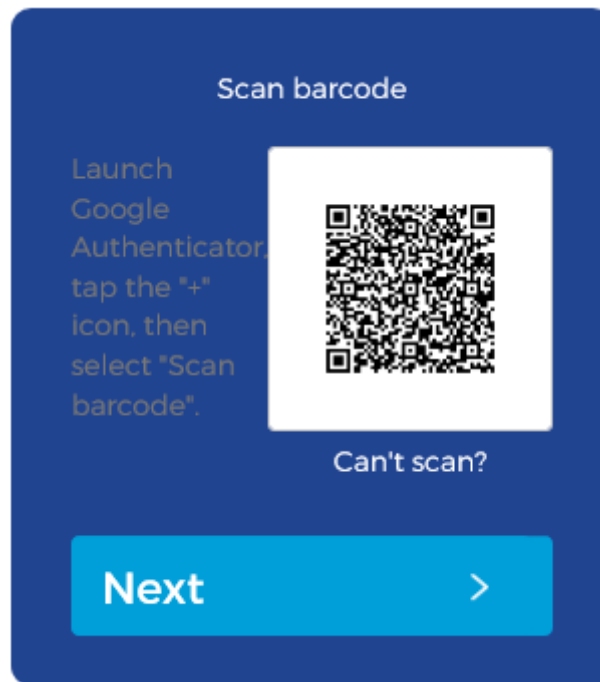 Scan barcode
Launch
Google
Authenticator,
tap the "+"
icon, then
select "Scan
barcode".
Can't scan?
Next